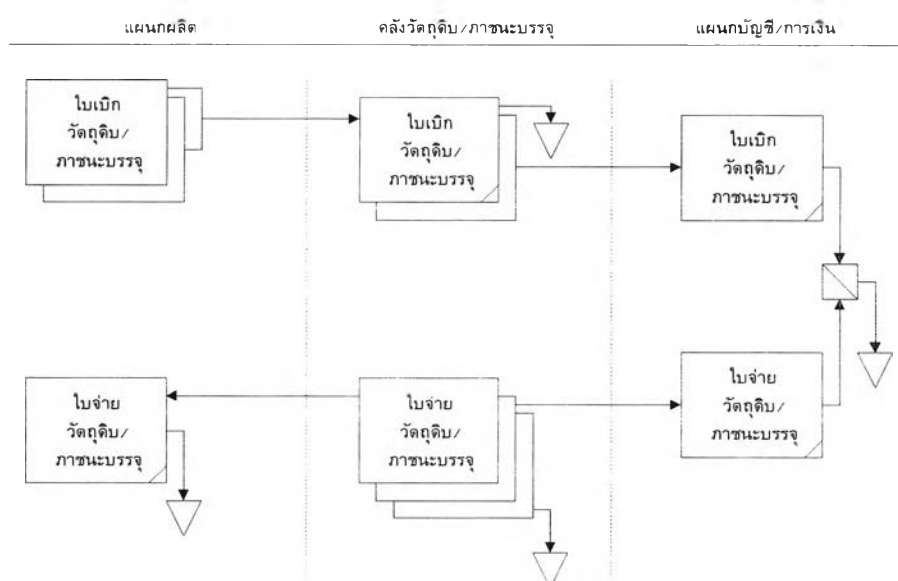 แผนกผลิต
คลังวัตถุดิบ/ภาชนะบรรจุ
แผนกบัญชี/การเงิน
ใบเบิก
วัตถุดิบ/
ภาชนะบรรจุ
ใบเบิก
วัตถุดิบ/
ภาชนะบรรจุ
ใบเบิก
วัตถุดิบ/
ภาชนะบรรจุ
ใบจ่าย
วัตถุดิบ/
ภาชนะบรรจุ
ใบจ่าย
วัตถุดิบ/
ภาชนะบรรจุ
ใบจ่าย
วัตถุดิบ/
ภาชนะบรรจุ